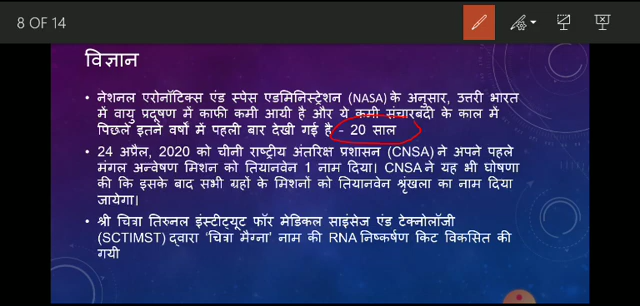 8 OF 14
विज्ञान
नेशनल एरोनॉटिक्स एंड स्पेस एडमिनिस्ट्रेशन (NASA) के अनुसार, उत्तरी भारत
में वायु प्रदूषण में काफी कमी आयी है और ये कमी संचारबंदी के काल में
पिछले इतने वर्षों में पहली बार देखी गई है - 20 साल
24 अप्रैल, 2020 को चीनी राष्ट्रीय अंतरिक्ष प्रशासन (CNSA) ने अपने पहले
मंगल अन्वेषण मिशन को तियानवेन 1 नाम दिया। CNSA ने यह भी घोषणा
की कि इसके बाद सभी ग्रहों के मिशनों को तियानवेन श्रृंखला का नाम दिया
जायेगा।
श्री चित्रा तिरुनल इंस्टीट्यूट फॉर मेडिकल साइंसेज एंड टेक्नोलॉजी
(SCTIMST) द्वारा 'चित्रा मैग्ना' नाम की RNA निष्कर्षण किट विकसित की
गयी